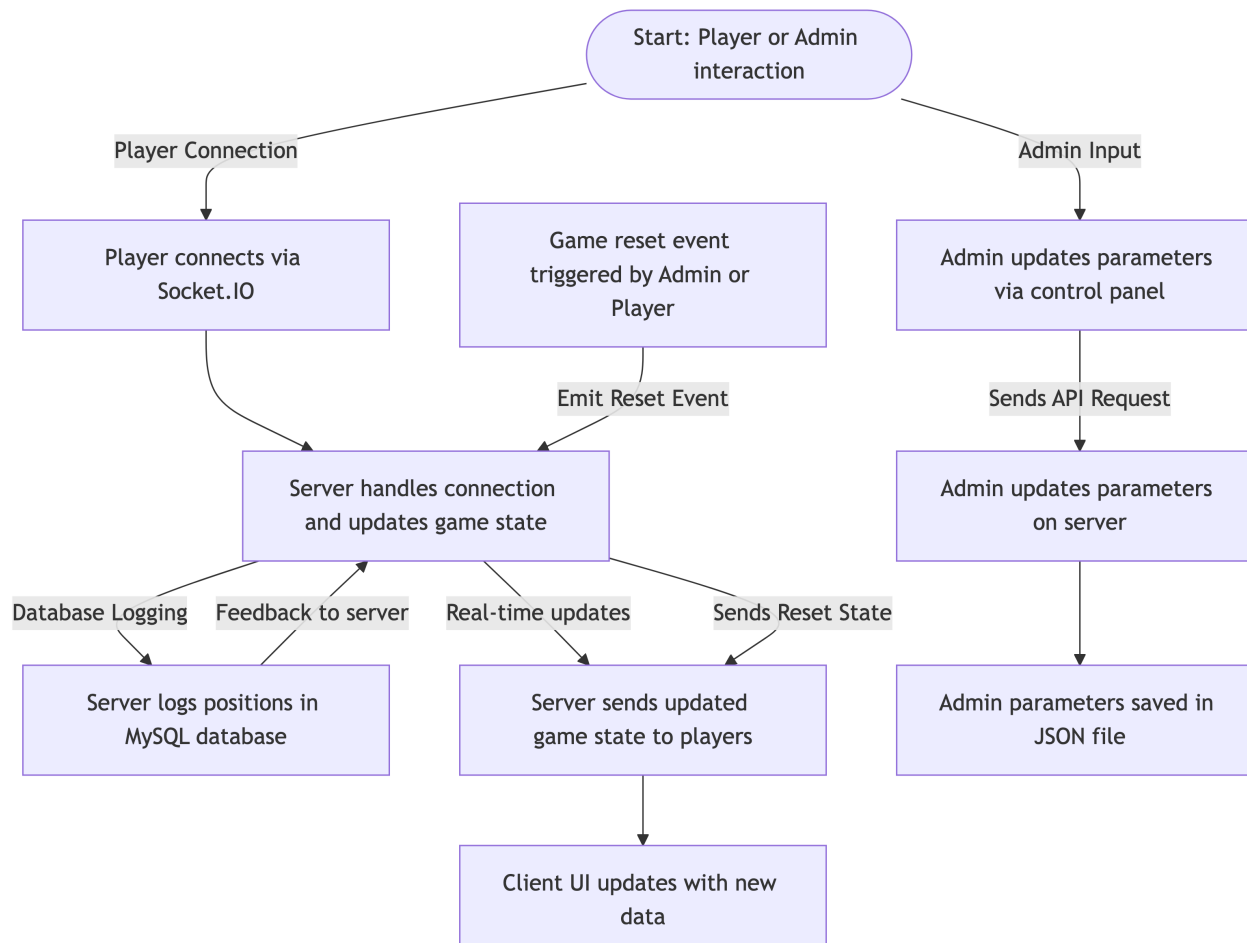 Start: Player or Admin
interaction
Player Connection
Admin Input
Player connects via
Socket.IO
Game reset event
triggered by Admin or
Player
Admin updates parameters
via control panel
Emit Reset Event
Sends API Request
Server handles connection
and updates game state
Admin updates parameters
on server
Database Logging
Feedback to server
Real-time updates
Sends Reset State
Server logs positions in
MySQL database
Server sends updated
game state to players
Admin parameters saved in
JSON file
Client UI updates with new
data